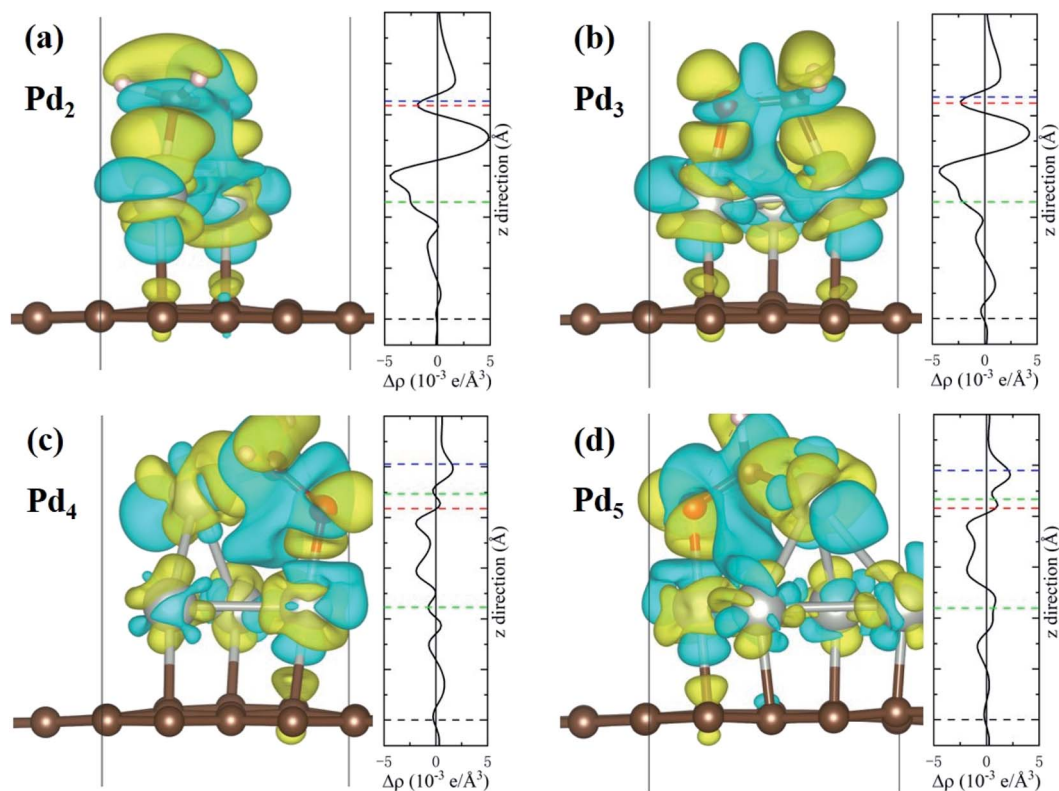 (a)
Pd2
z direction (Å)
−5 0 5
Δρ (10-3 e/Å3)
(b)
Pd3
z direction (Å)
−5 0 5
Δρ (10-3 e/Å3)
(c)
Pd4
z direction (Å)
−5 0 5
Δρ (10-3 e/Å3)
(d)
Pd5
z direction (Å)
−5 0 5
Δρ (10-3 e/Å3)